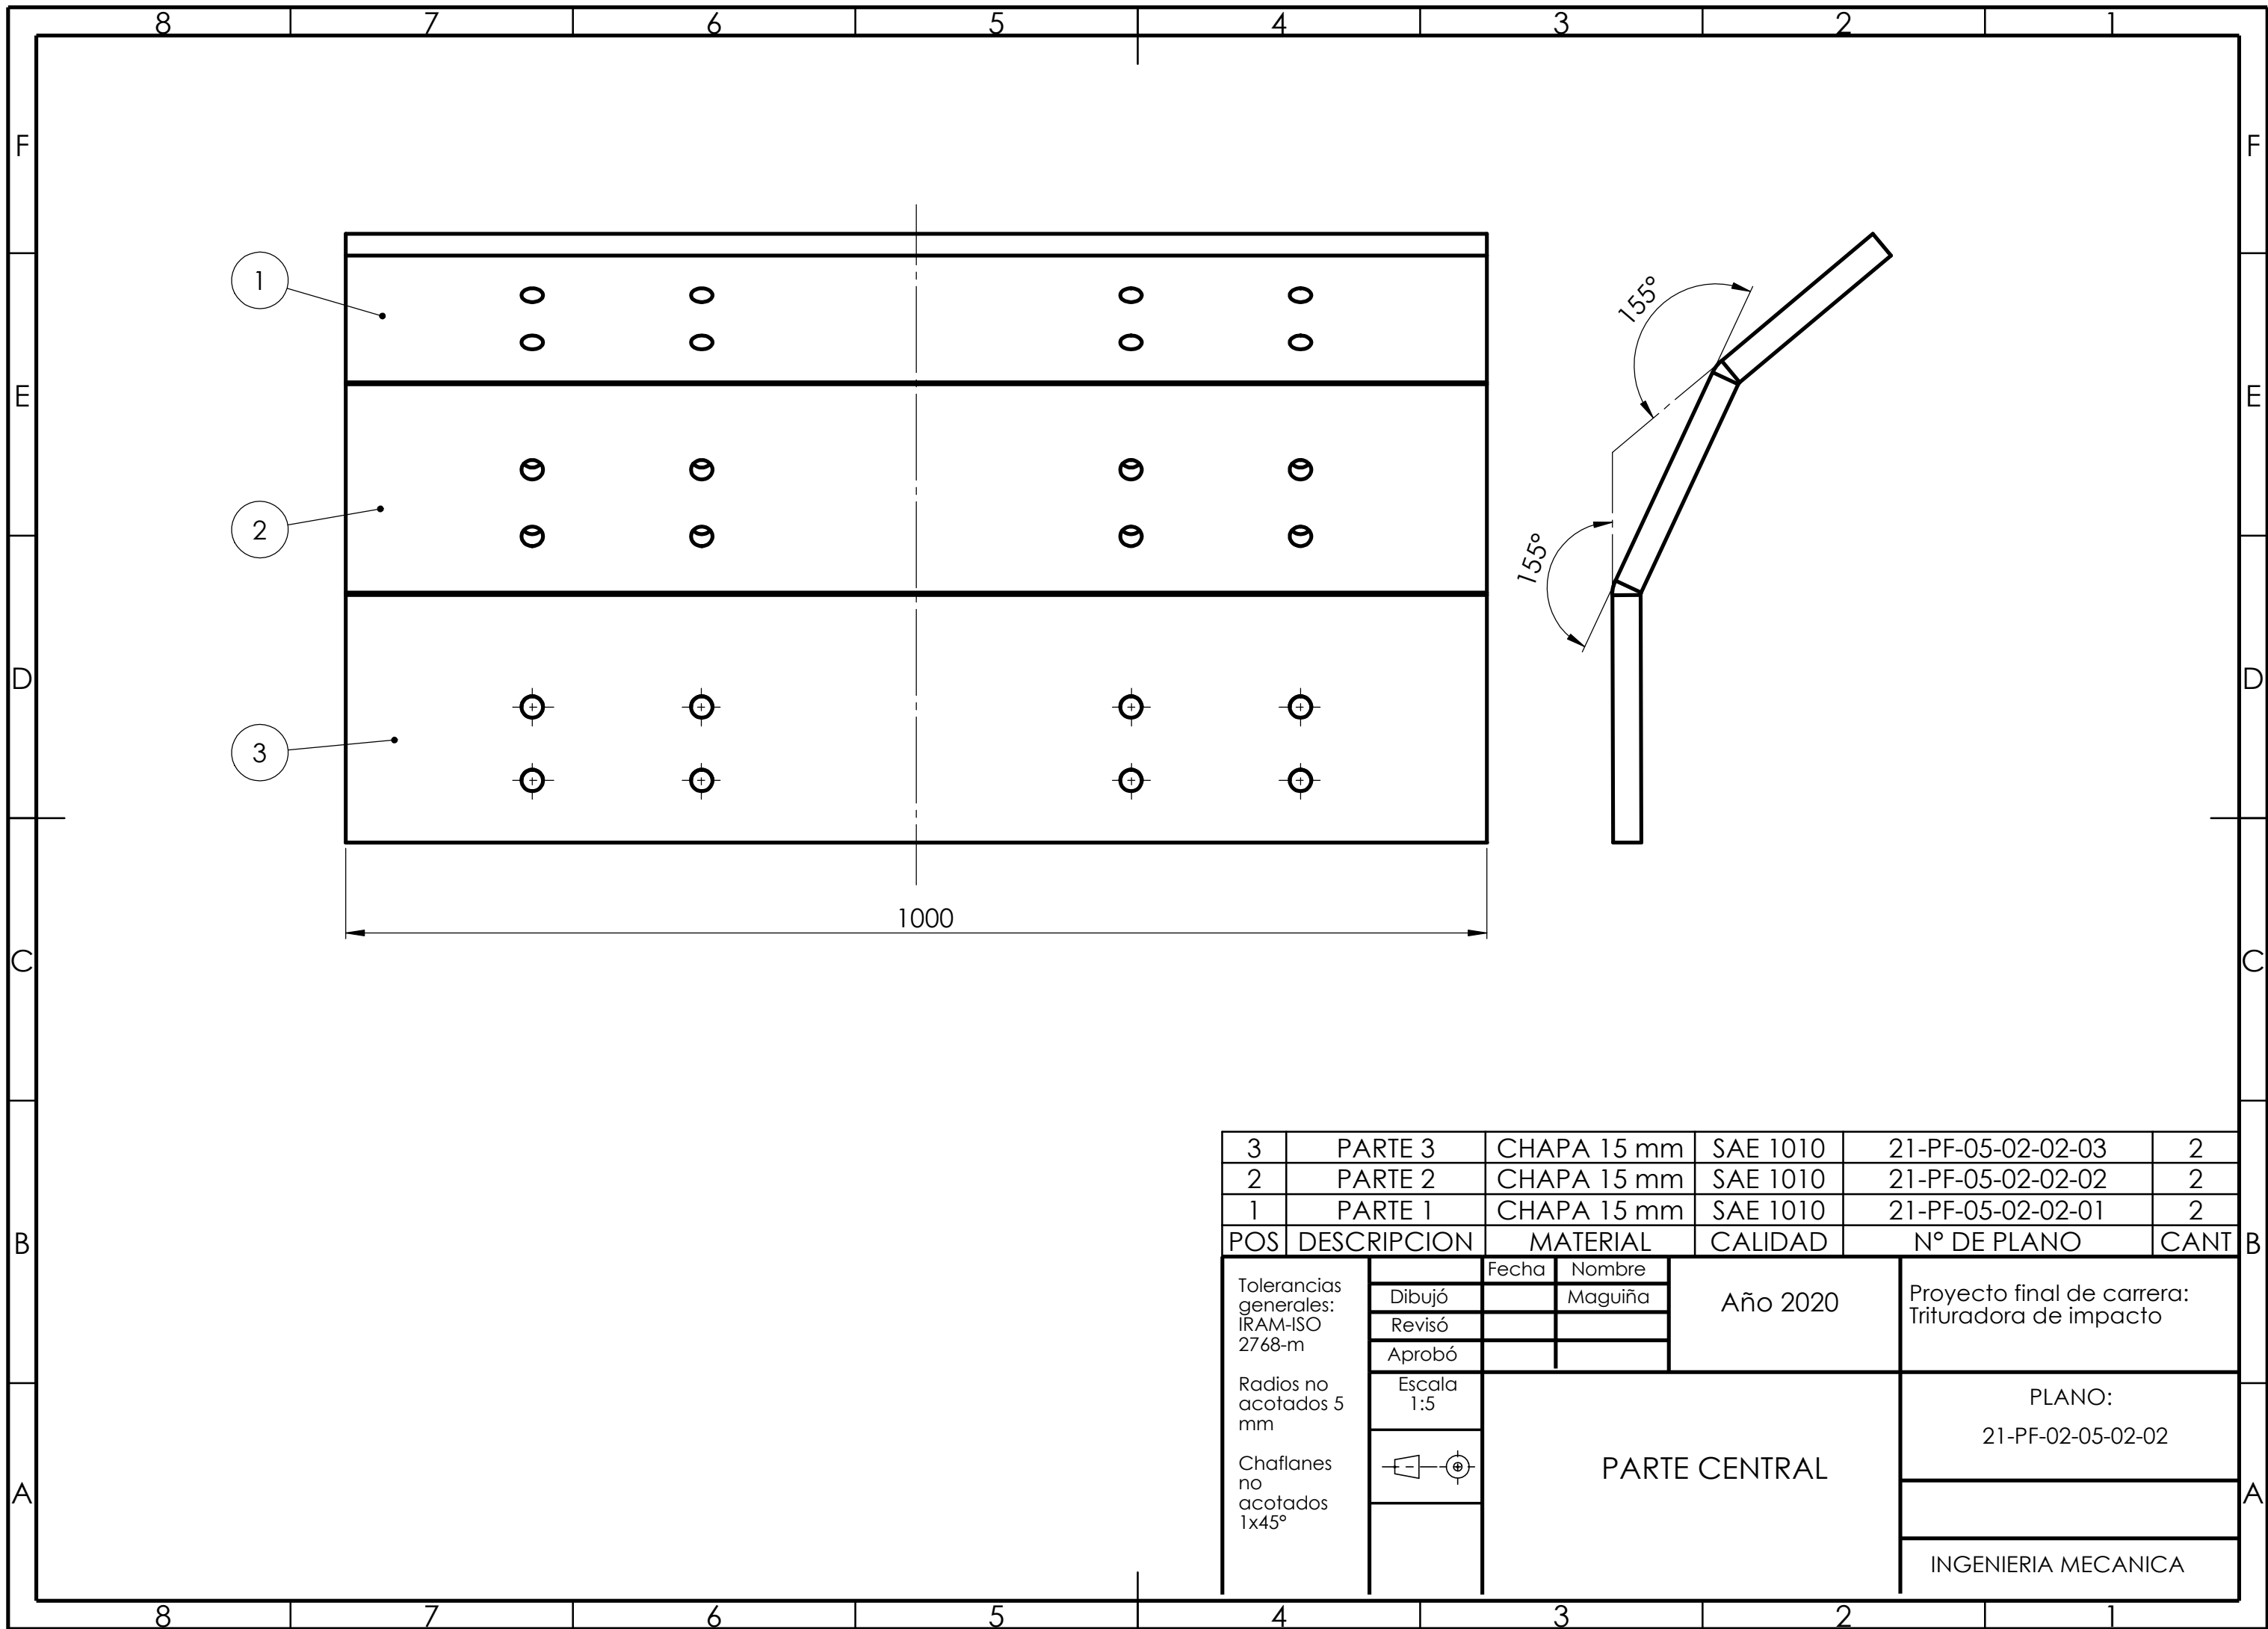 8 7 6 5 4 3 2 1
F F
E E
D D
C C
B B
A A
1
2
3
155°
155°
1000
3 PARTE 3 CHAPA 15 mm SAE 1010 21-PF-05-02-02-03 2
2 PARTE 2 CHAPA 15 mm SAE 1010 21-PF-05-02-02-02 2
1 PARTE 1 CHAPA 15 mm SAE 1010 21-PF-05-02-02-01 2
POS DESCRIPCION MATERIAL CALIDAD Nº DE PLANO CANT
Tolerancias
generales:
IRAM-ISO
2768-m
Radios no
acotados 5
mm
Chaflanes
no
acotados
1x45°
Fecha Nombre
Dibujó Maguiña
Revisó
Aprobó
Escala
1:5
Año 2020
Proyecto final de carrera:
Trituradora de impacto
PARTE CENTRAL
PLANO:
21-PF-02-05-02-02
INGENIERIA MECANICA
8 7 6 5 4 3 2 1